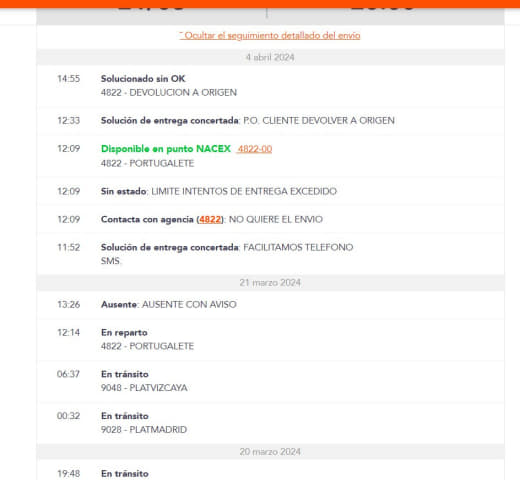 ˆ Ocultar el seguimiento detallado del envío
4 abril 2024
14:55 Solucionado sin OK
4822 - DEVOLUCION A ORIGEN
12:33 Solución de entrega concertada: P.O. CLIENTE DEVOLVER A ORIGEN
12:09 Disponible en punto NACEX 4822-00
4822 - PORTUGALETE
12:09 Sin estado: LIMITE INTENTOS DE ENTREGA EXCEDIDO
12:09 Contacta con agencia (4822): NO QUIERE EL ENVIO
11:52 Solución de entrega concertada: FACILITAMOS TELEFONO
SMS.
21 marzo 2024
13:26 Ausente: AUSENTE CON AVISO
12:14 En reparto
4822 - PORTUGALETE
06:37 En tránsito
9048 - PLATVIZCAYA
00:32 En tránsito
9028 - PLATMADRID
20 marzo 2024
19:48 En tránsito